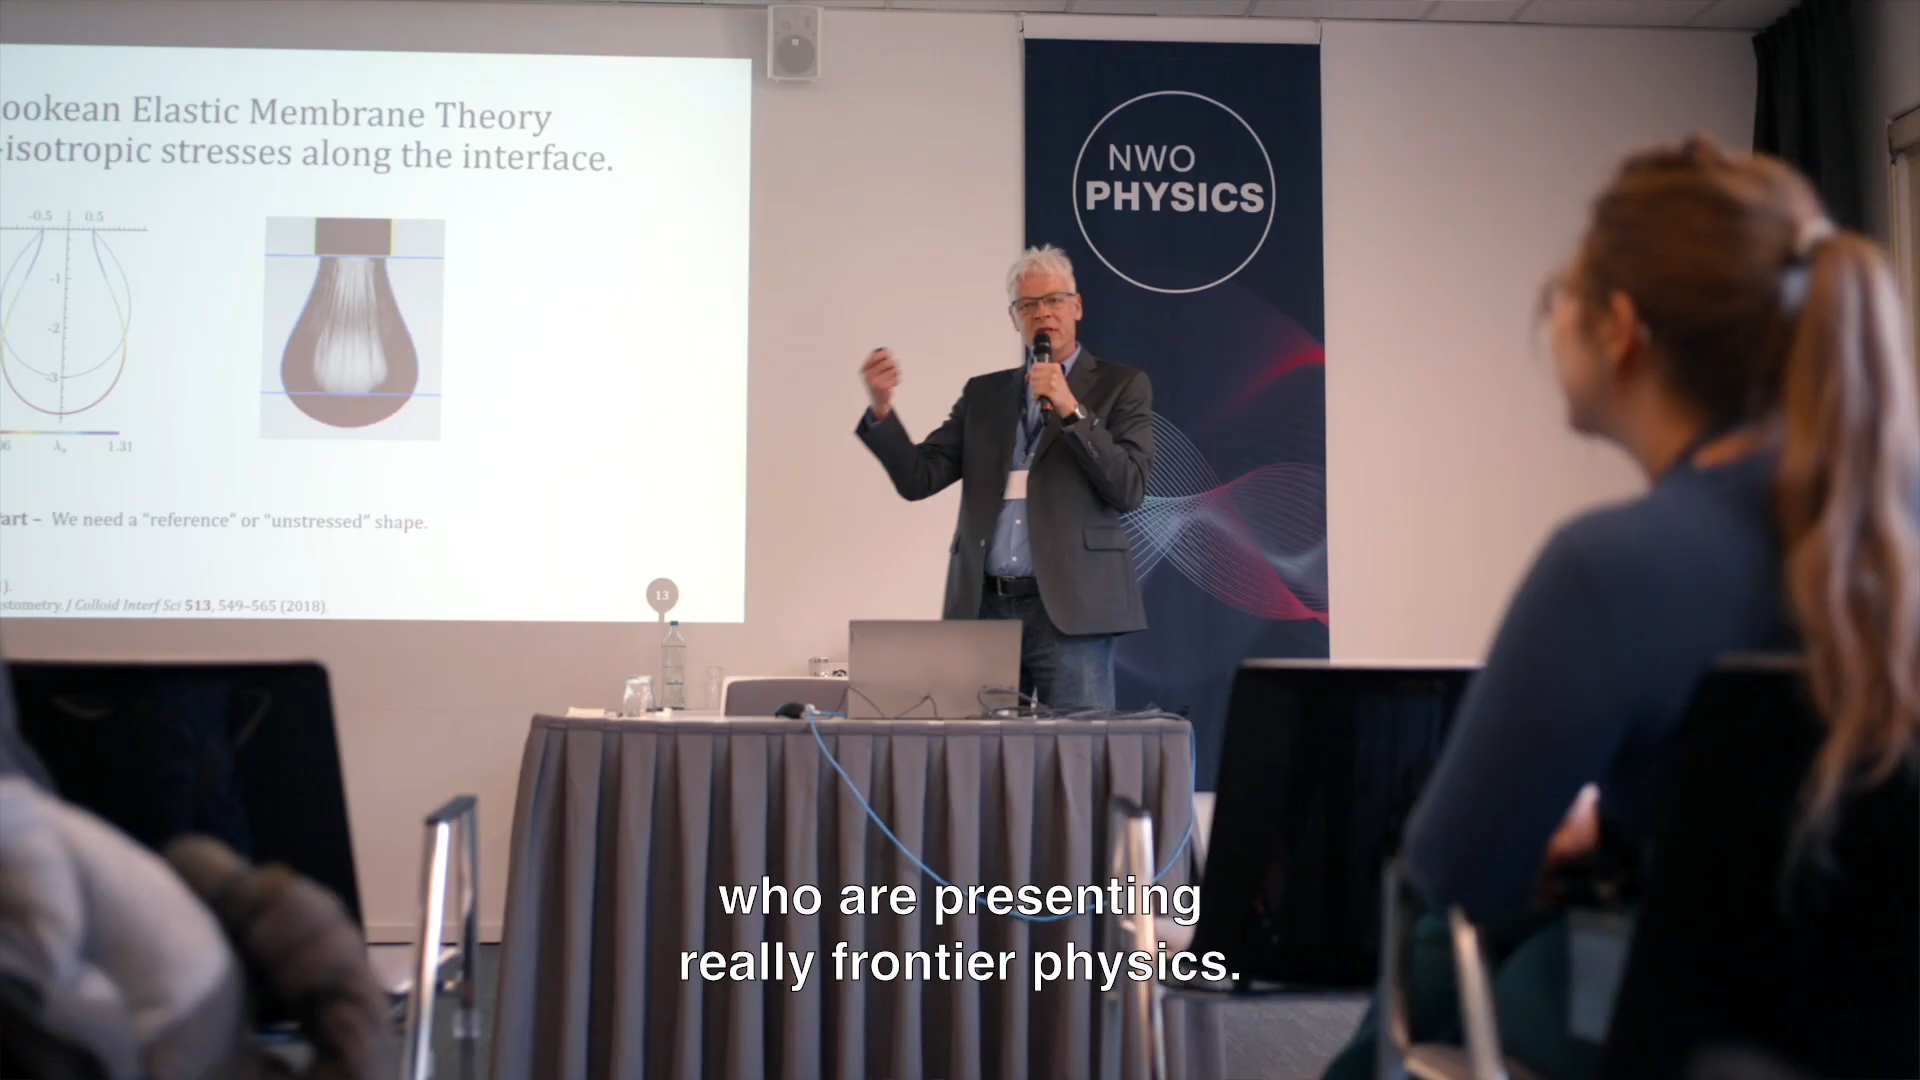 ookean Elastic Membrane Theory
-isotropic stresses along the interface.
-0.5 0.5
-1
-2
-3
λₛ 1.31
art – We need a "reference" or "unstressed" shape.
).
stometry. J Colloid Interf Sci 513, 549–565 (2018).
13
NWO
PHYSICS
who are presenting
really frontier physics.